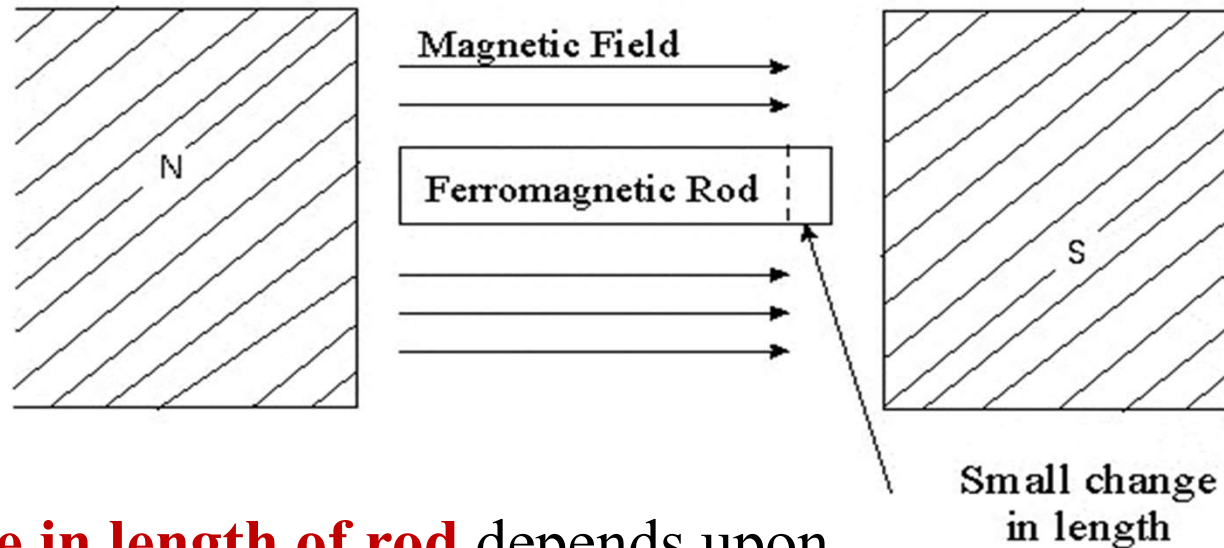 Magnetic Field
N
Ferromagnetic Rod
S
Small change
in length
in length of rod depends upon